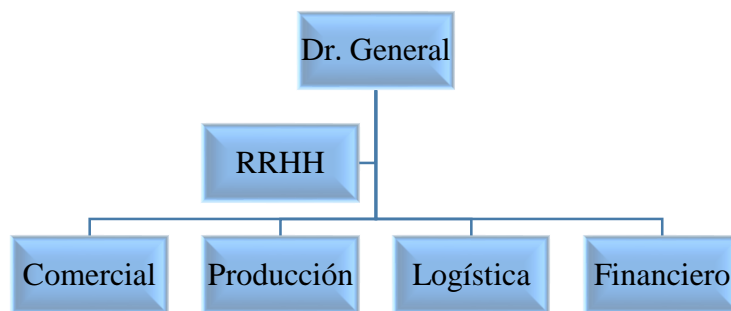 Dr. General
RRHH
Comercial
Producción
Logística
Financiero